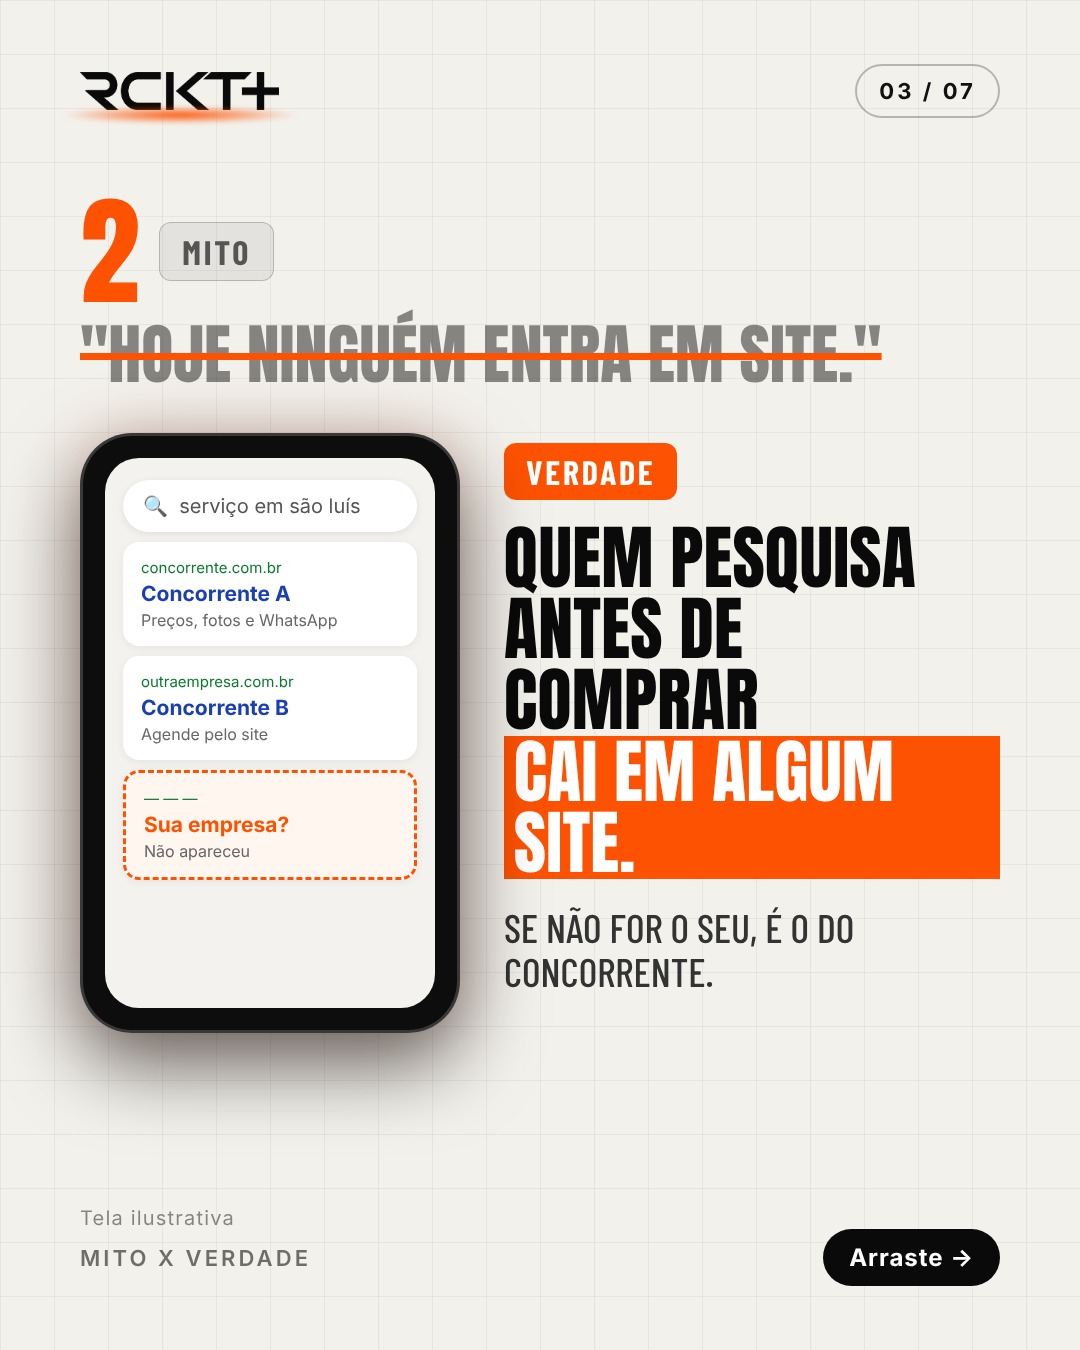 RCKT+
03 / 07
2
MITO
"HOJE NINGUÉM ENTRA EM SITE."
🔍 serviço em são luís
concorrente.com.br
Concorrente A
Preços, fotos e WhatsApp
outraempresa.com.br
Concorrente B
Agende pelo site
———
Sua empresa?
Não apareceu
VERDADE
QUEM PESQUISA
ANTES DE
COMPRAR
CAI EM ALGUM
SITE.
SE NÃO FOR O SEU, É O DO
CONCORRENTE.
Tela ilustrativa
MITO X VERDADE
Arraste →